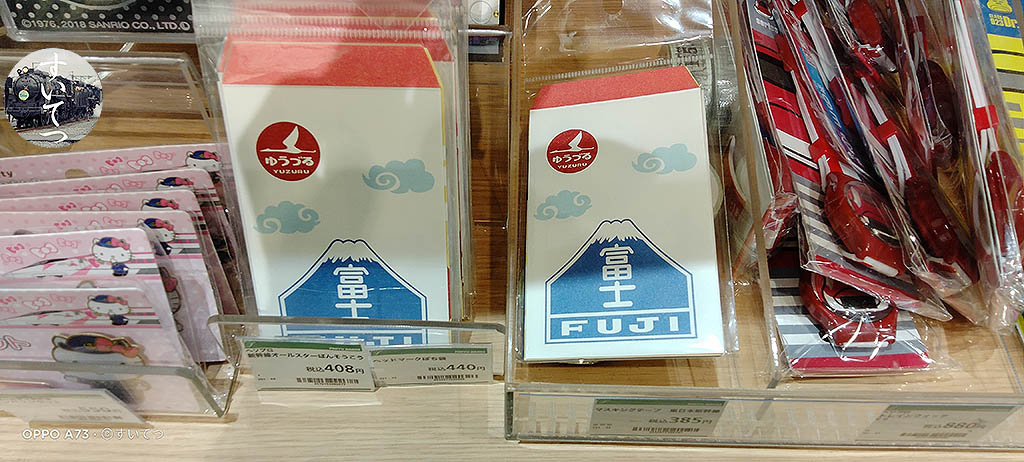 ©1976, 2018 SANRIO CO., LTD.
すいてつ
ゆうづる
YUZURU
富士
FUJI
ゆうづる
YUZURU
富士
FUJI
新幹線オールスターばんそうこう
税込408円
ヘッドマークぽち袋
税込440円
マスキングテープ 東日本新幹線
税込385円
税込880円
OPPO A73・©すいてつ